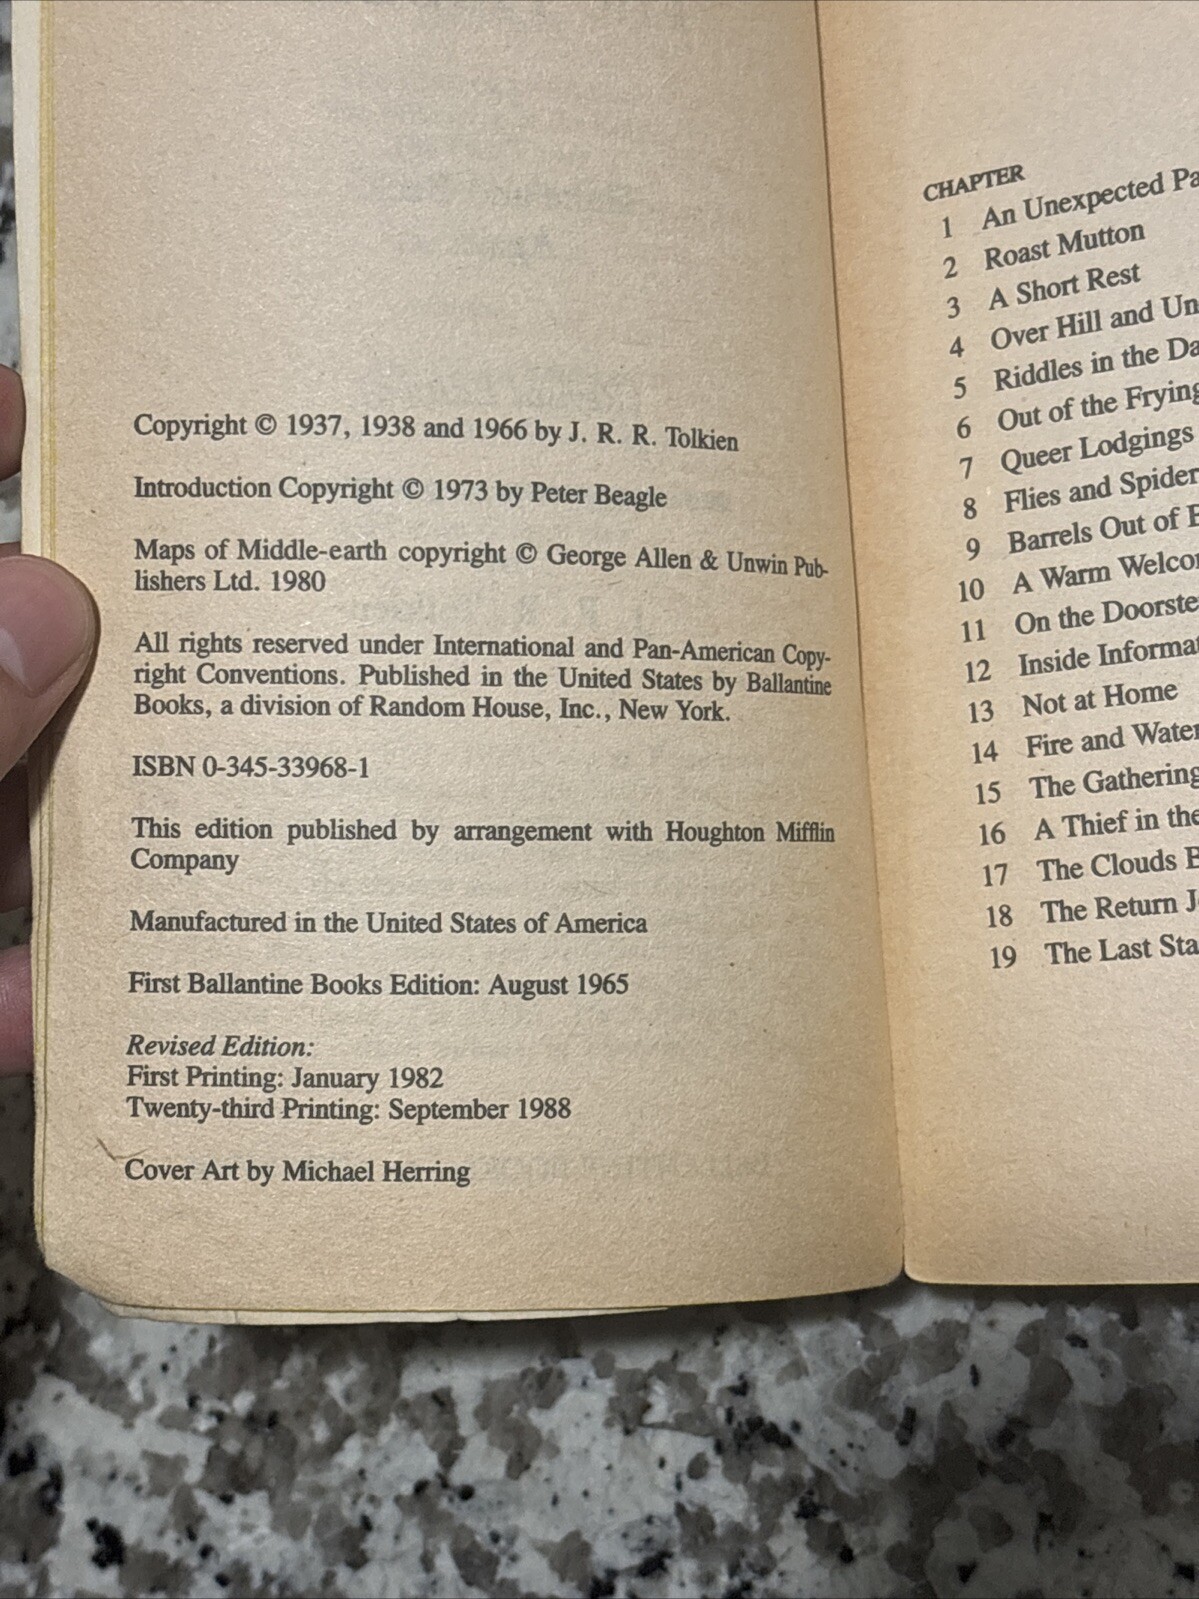 Copyright © 1937, 1938 and 1966 by J. R. R. Tolkien
Introduction Copyright © 1973 by Peter Beagle
Maps of Middle-earth copyright © George Allen & Unwin Pub-
lishers Ltd. 1980
All rights reserved under International and Pan-American Copy-
right Conventions. Published in the United States by Ballantine
Books, a division of Random House, Inc., New York.
ISBN 0-345-33968-1
This edition published by arrangement with Houghton Mifflin
Company
Manufactured in the United States of America
First Ballantine Books Edition: August 1965
Revised Edition:
First Printing: January 1982
Twenty-third Printing: September 1988
Cover Art by Michael Herring
CHAPTER
1 An Unexpected
2 Roast Mutton
3 A Short Rest
4 Over Hill and
5 Riddles in the
6 Out of the Frying
7 Queer Lodgings
8 Flies and
9 Barrels Out of
10 A Warm
11 On the
12 Inside
13 Not at Home
14 Fire and Water
15 The Gathering
16 A Thief in the
17 The Clouds
18 The Return
19 The Last